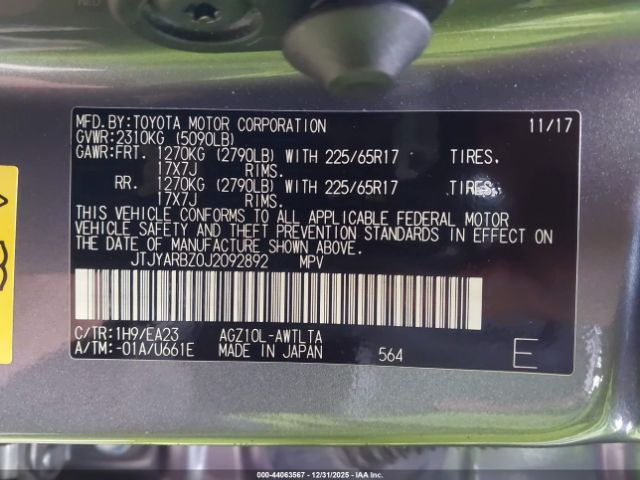 MFD.BY:TOYOTA MOTOR CORPORATION 11/17
GVWR:2310KG (5090LB)
GAWR:FRT. 1270KG (2790LB) WITH 225/65R17 TIRES.
17X7J RIMS.
RR. 1270KG (2790LB) WITH 225/65R17 TIRES.
17X7J RIMS.
THIS VEHICLE CONFORMS TO ALL APPLICABLE FEDERAL MOTOR
VEHICLE SAFETY AND THEFT PREVENTION STANDARDS IN EFFECT ON
THE DATE OF MANUFACTURE SHOWN ABOVE.
JTJYARBZ0J2092892 MPV
C/TR:1H9/EA23 AGZ10L-AWTLTA
A/TM:-01A/U661E MADE IN JAPAN 564 E
000-44063567 - 12/31/2025 - IAA Inc.